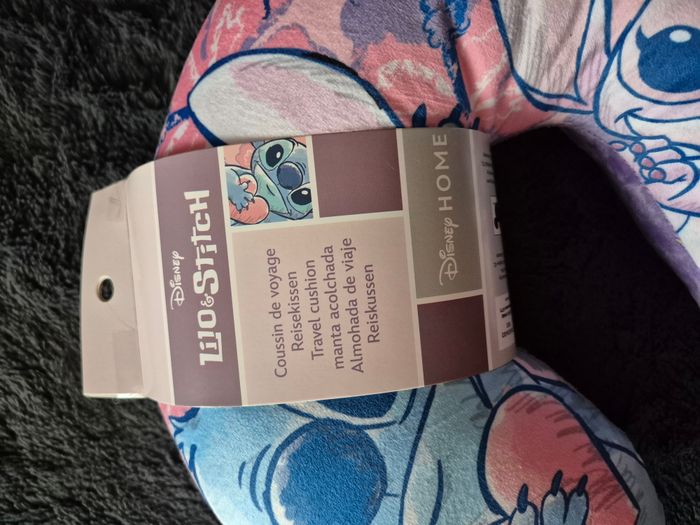 Disney
LILO & STITCH
Coussin de voyage
Reisekissen
Travel cushion
manta acolchada
Almohada de viaje
Reiskussen
Disney HOME